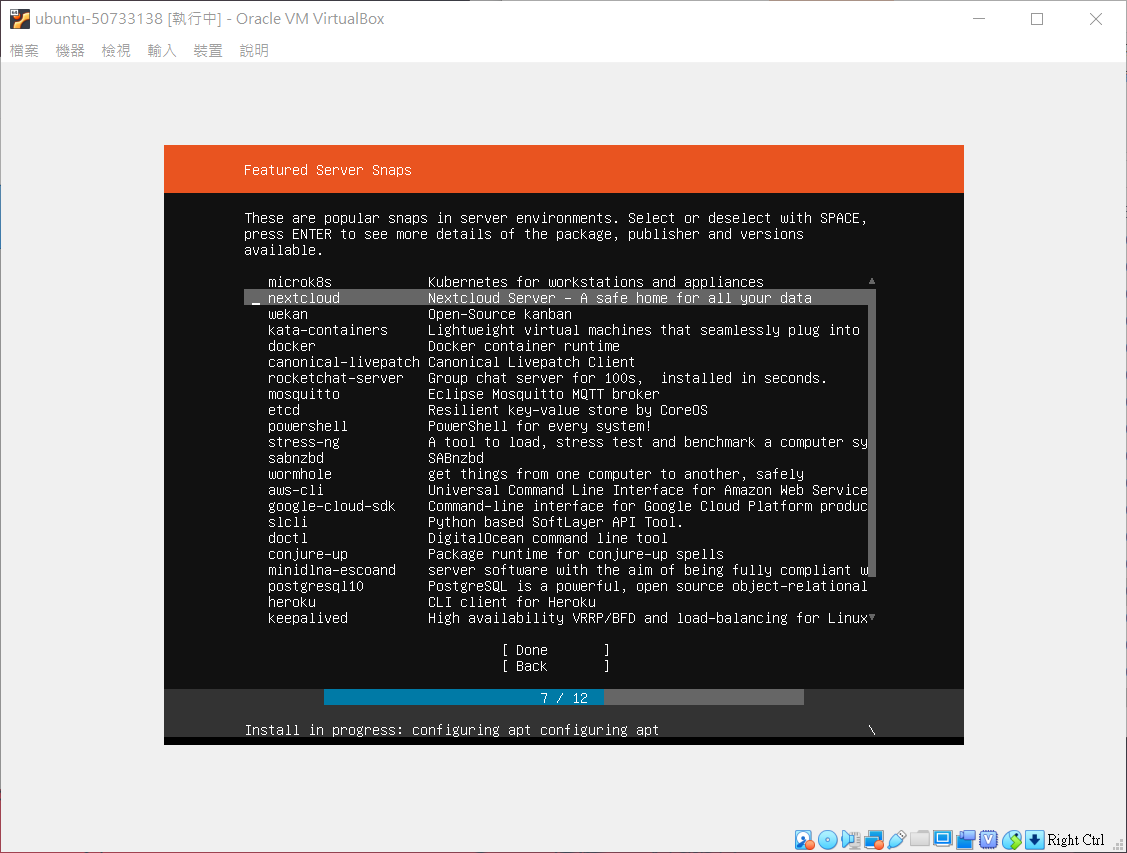 ubuntu-50733138 [執行中] - Oracle VM VirtualBox
檔案 機器 檢視 輸入 裝置 說明
Featured Server Snaps
These are popular snaps in server environments. Select or deselect with SPACE,
press ENTER to see more details of the package, publisher and versions
available.
microk8s Kubernetes for workstations and appliances
nextcloud Nextcloud Server - A safe home for all your data
wekan Open-Source kanban
kata-containers Lightweight virtual machines that seamlessly plug into
docker Docker container runtime
canonical-livepatch Canonical Livepatch Client
rocketchat-server Group chat server for 100s, installed in seconds.
mosquitto Eclipse Mosquitto MQTT broker
etcd Resilient key-value store by CoreOS
powershell PowerShell for every system!
stress-ng A tool to load, stress test and benchmark a computer sy
sabnzbd SABnzbd
wormhole get things from one computer to another, safely
aws-cli Universal Command Line Interface for Amazon Web Service
google-cloud-sdk Command-line interface for Google Cloud Platform produc
slcli Python based SoftLayer API Tool.
doctl DigitalOcean command line tool
conjure-up Package runtime for conjure-up spells
minidlna-escoand server software with the aim of being fully compliant w
postgresql10 PostgreSQL is a powerful, open source object-relational
heroku CLI client for Heroku
keepalived High availability VRRP/BFD and load-balancing for Linux
[ Done ]
[ Back ]
7 / 12
Install in progress: configuring apt configuring apt \
Right Ctrl